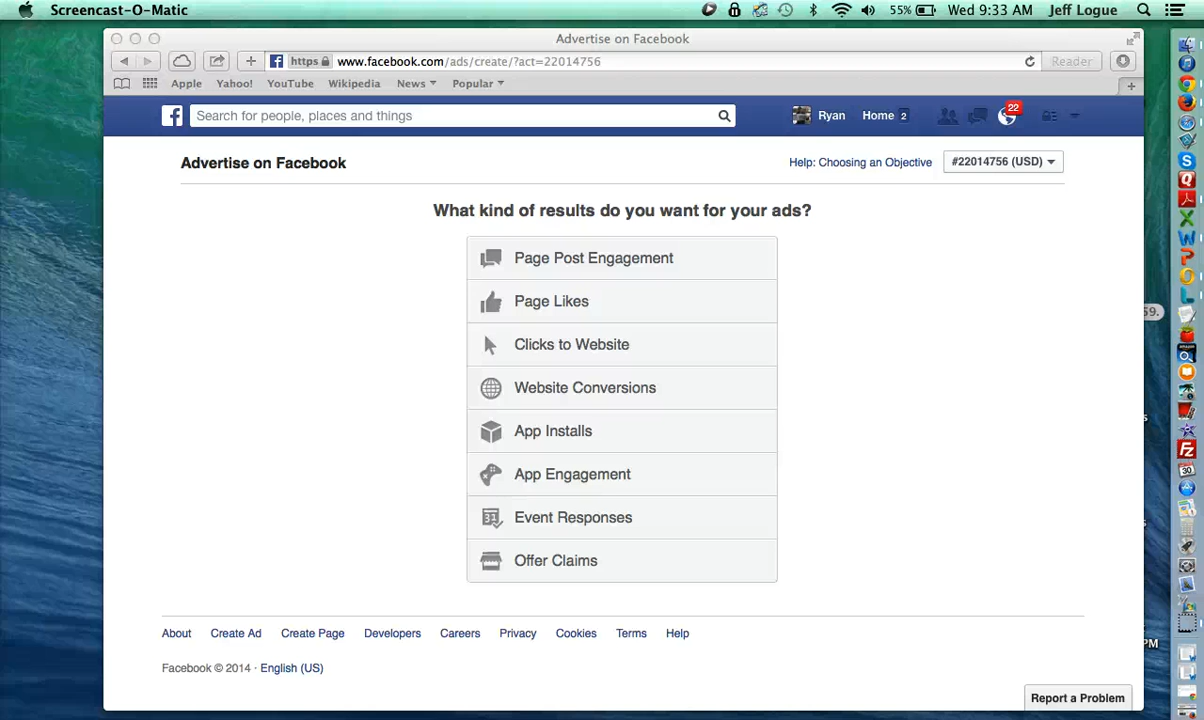 Screencast-O-Matic 55% Wed 9:33 AM Jeff Logue
Advertise on Facebook
https www.facebook.com/ads/create/?act=22014756 Reader
Apple Yahoo! YouTube Wikipedia News Popular
Search for people, places and things Ryan Home 2 22
Advertise on Facebook Help: Choosing an Objective #22014756 (USD)
What kind of results do you want for your ads?
Page Post Engagement
Page Likes
Clicks to Website
Website Conversions
App Installs
App Engagement
31 Event Responses
Offer Claims
About Create Ad Create Page Developers Careers Privacy Cookies Terms Help
Facebook © 2014 · English (US)
Report a Problem
59.
PM